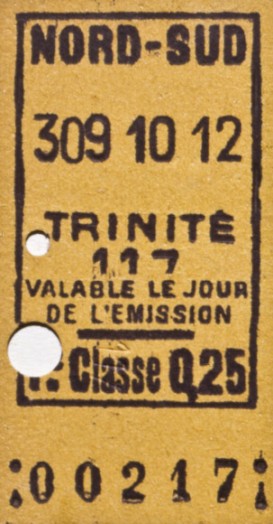 NORD-SUD
309 10 12
TRINITÉ
117
VALABLE LE JOUR
DE L'EMISSION
Classe 0,25
00217